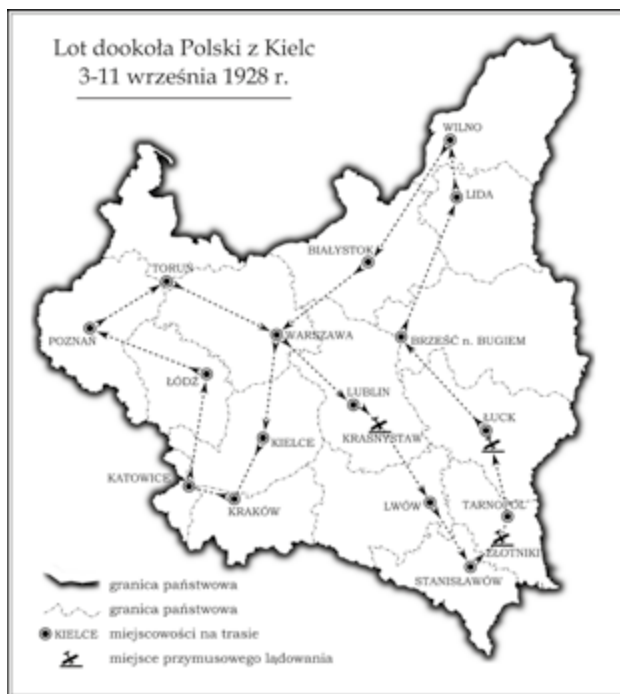 Lot dookoła Polski z Kielc
3-11 września 1928 r.
WILNO
LIDA
BIAŁYSTOK
TORUŃ
WARSZAWA
BRZEŚĆ n. BUGIEM
POZNAŃ
ŁÓDŹ
LUBLIN
ŁUCK
KRASNYSTAW
KIELCE
KATOWICE
KRAKÓW
LWÓW
TARNOPOL
ZŁOTNIKI
STANISŁAWÓW
granica państwowa
granica państwowa
KIELCE miejscowości na trasie
miejsce przymusowego lądowania